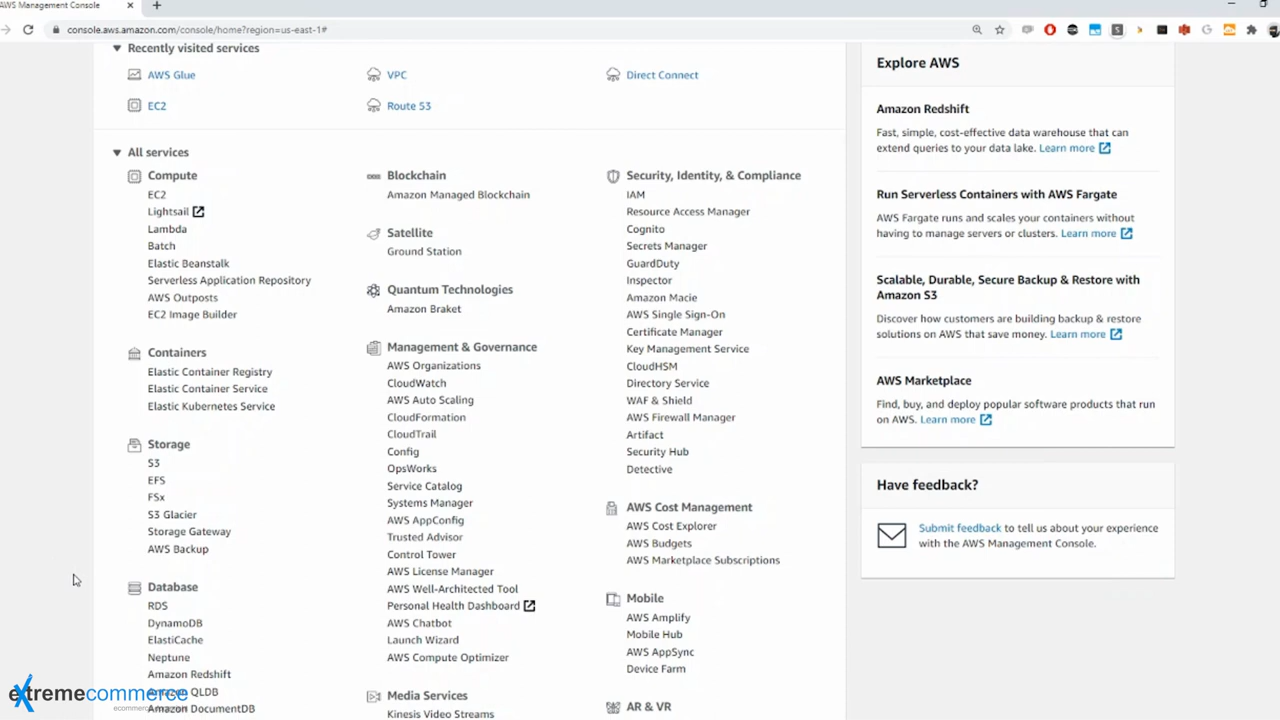 AWS Management Console
console.aws.amazon.com/console/home?region=us-east-1#
Recently visited services
AWS Glue
VPC
Direct Connect
EC2
Route 53
All services
Compute
EC2
Lightsail
Lambda
Batch
Elastic Beanstalk
Serverless Application Repository
AWS Outposts
EC2 Image Builder
Containers
Elastic Container Registry
Elastic Container Service
Elastic Kubernetes Service
Storage
S3
EFS
FSx
S3 Glacier
Storage Gateway
AWS Backup
Database
RDS
DynamoDB
ElastiCache
Neptune
Amazon Redshift
Amazon QLDB
Amazon DocumentDB
Blockchain
Amazon Managed Blockchain
Satellite
Ground Station
Quantum Technologies
Amazon Braket
Management & Governance
AWS Organizations
CloudWatch
AWS Auto Scaling
CloudFormation
CloudTrail
Config
OpsWorks
Service Catalog
Systems Manager
AWS AppConfig
Trusted Advisor
Control Tower
AWS License Manager
AWS Well-Architected Tool
Personal Health Dashboard
AWS Chatbot
Launch Wizard
AWS Compute Optimizer
Media Services
Kinesis Video Streams
Security, Identity, & Compliance
IAM
Resource Access Manager
Cognito
Secrets Manager
GuardDuty
Inspector
Amazon Macie
AWS Single Sign-On
Certificate Manager
Key Management Service
CloudHSM
Directory Service
WAF & Shield
AWS Firewall Manager
Artifact
Security Hub
Detective
AWS Cost Management
AWS Cost Explorer
AWS Budgets
AWS Marketplace Subscriptions
Mobile
AWS Amplify
Mobile Hub
AWS AppSync
Device Farm
AR & VR
Explore AWS
Amazon Redshift
Fast, simple, cost-effective data warehouse that can
extend queries to your data lake. Learn more
Run Serverless Containers with AWS Fargate
AWS Fargate runs and scales your containers without
having to manage servers or clusters. Learn more
Scalable, Durable, Secure Backup & Restore with
Amazon S3
Discover how customers are building backup & restore
solutions on AWS that save money. Learn more
AWS Marketplace
Find, buy, and deploy popular software products that run
on AWS. Learn more
Have feedback?
Submit feedback to tell us about your experience
with the AWS Management Console.
extremecommerce